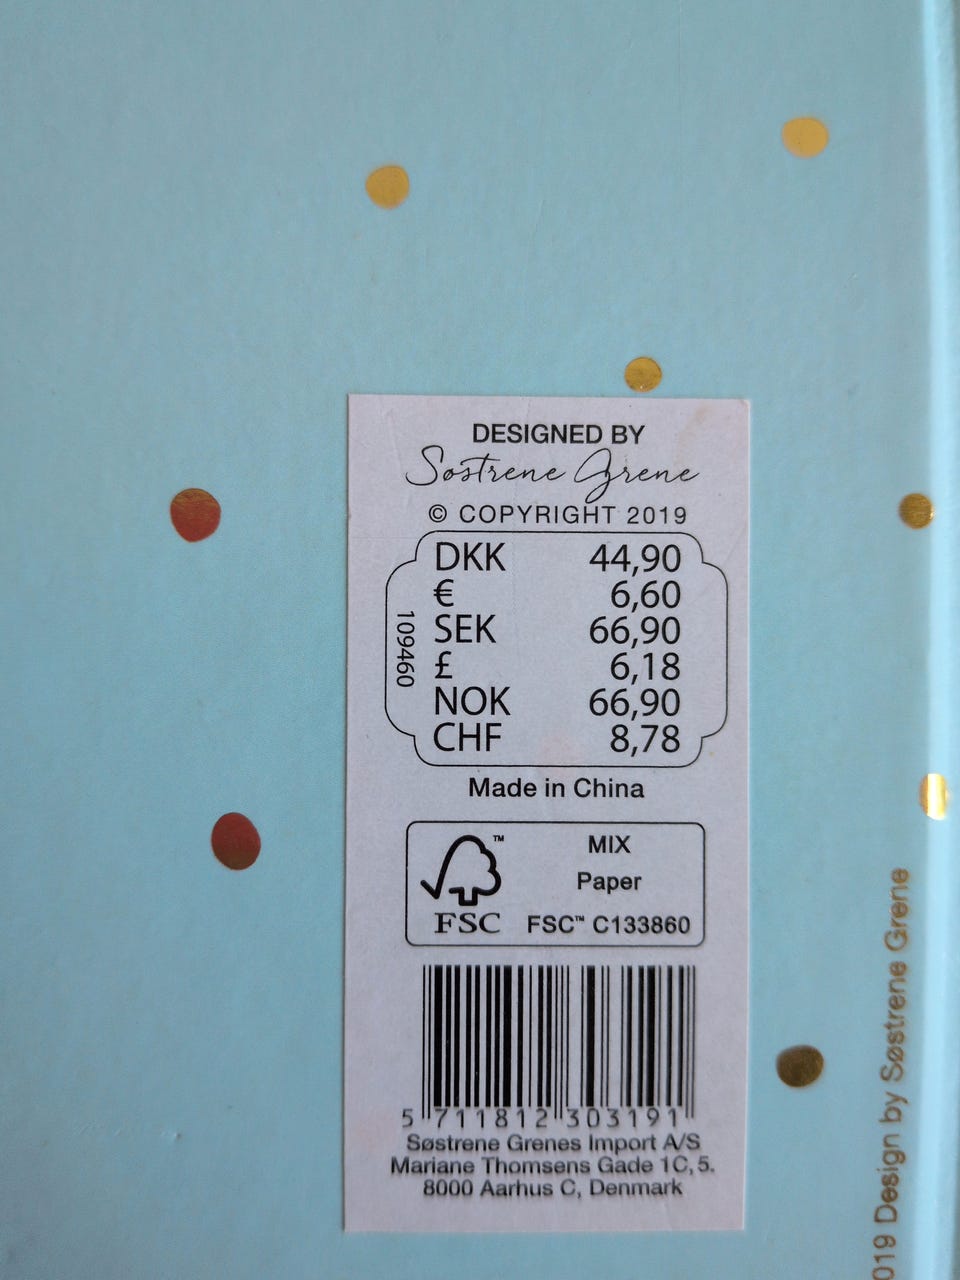 DESIGNED BY
Søstrene Grene
© COPYRIGHT 2019
DKK 44,90
€ 6,60
SEK 66,90
£ 6,18
NOK 66,90
CHF 8,78
109460
Made in China
FSC™
MIX
Paper
FSC™ C133860
5 711812 303191
Søstrene Grenes Import A/S
Mariane Thomsens Gade 1C, 5.
8000 Aarhus C, Denmark
019 Design by Søstrene Grene